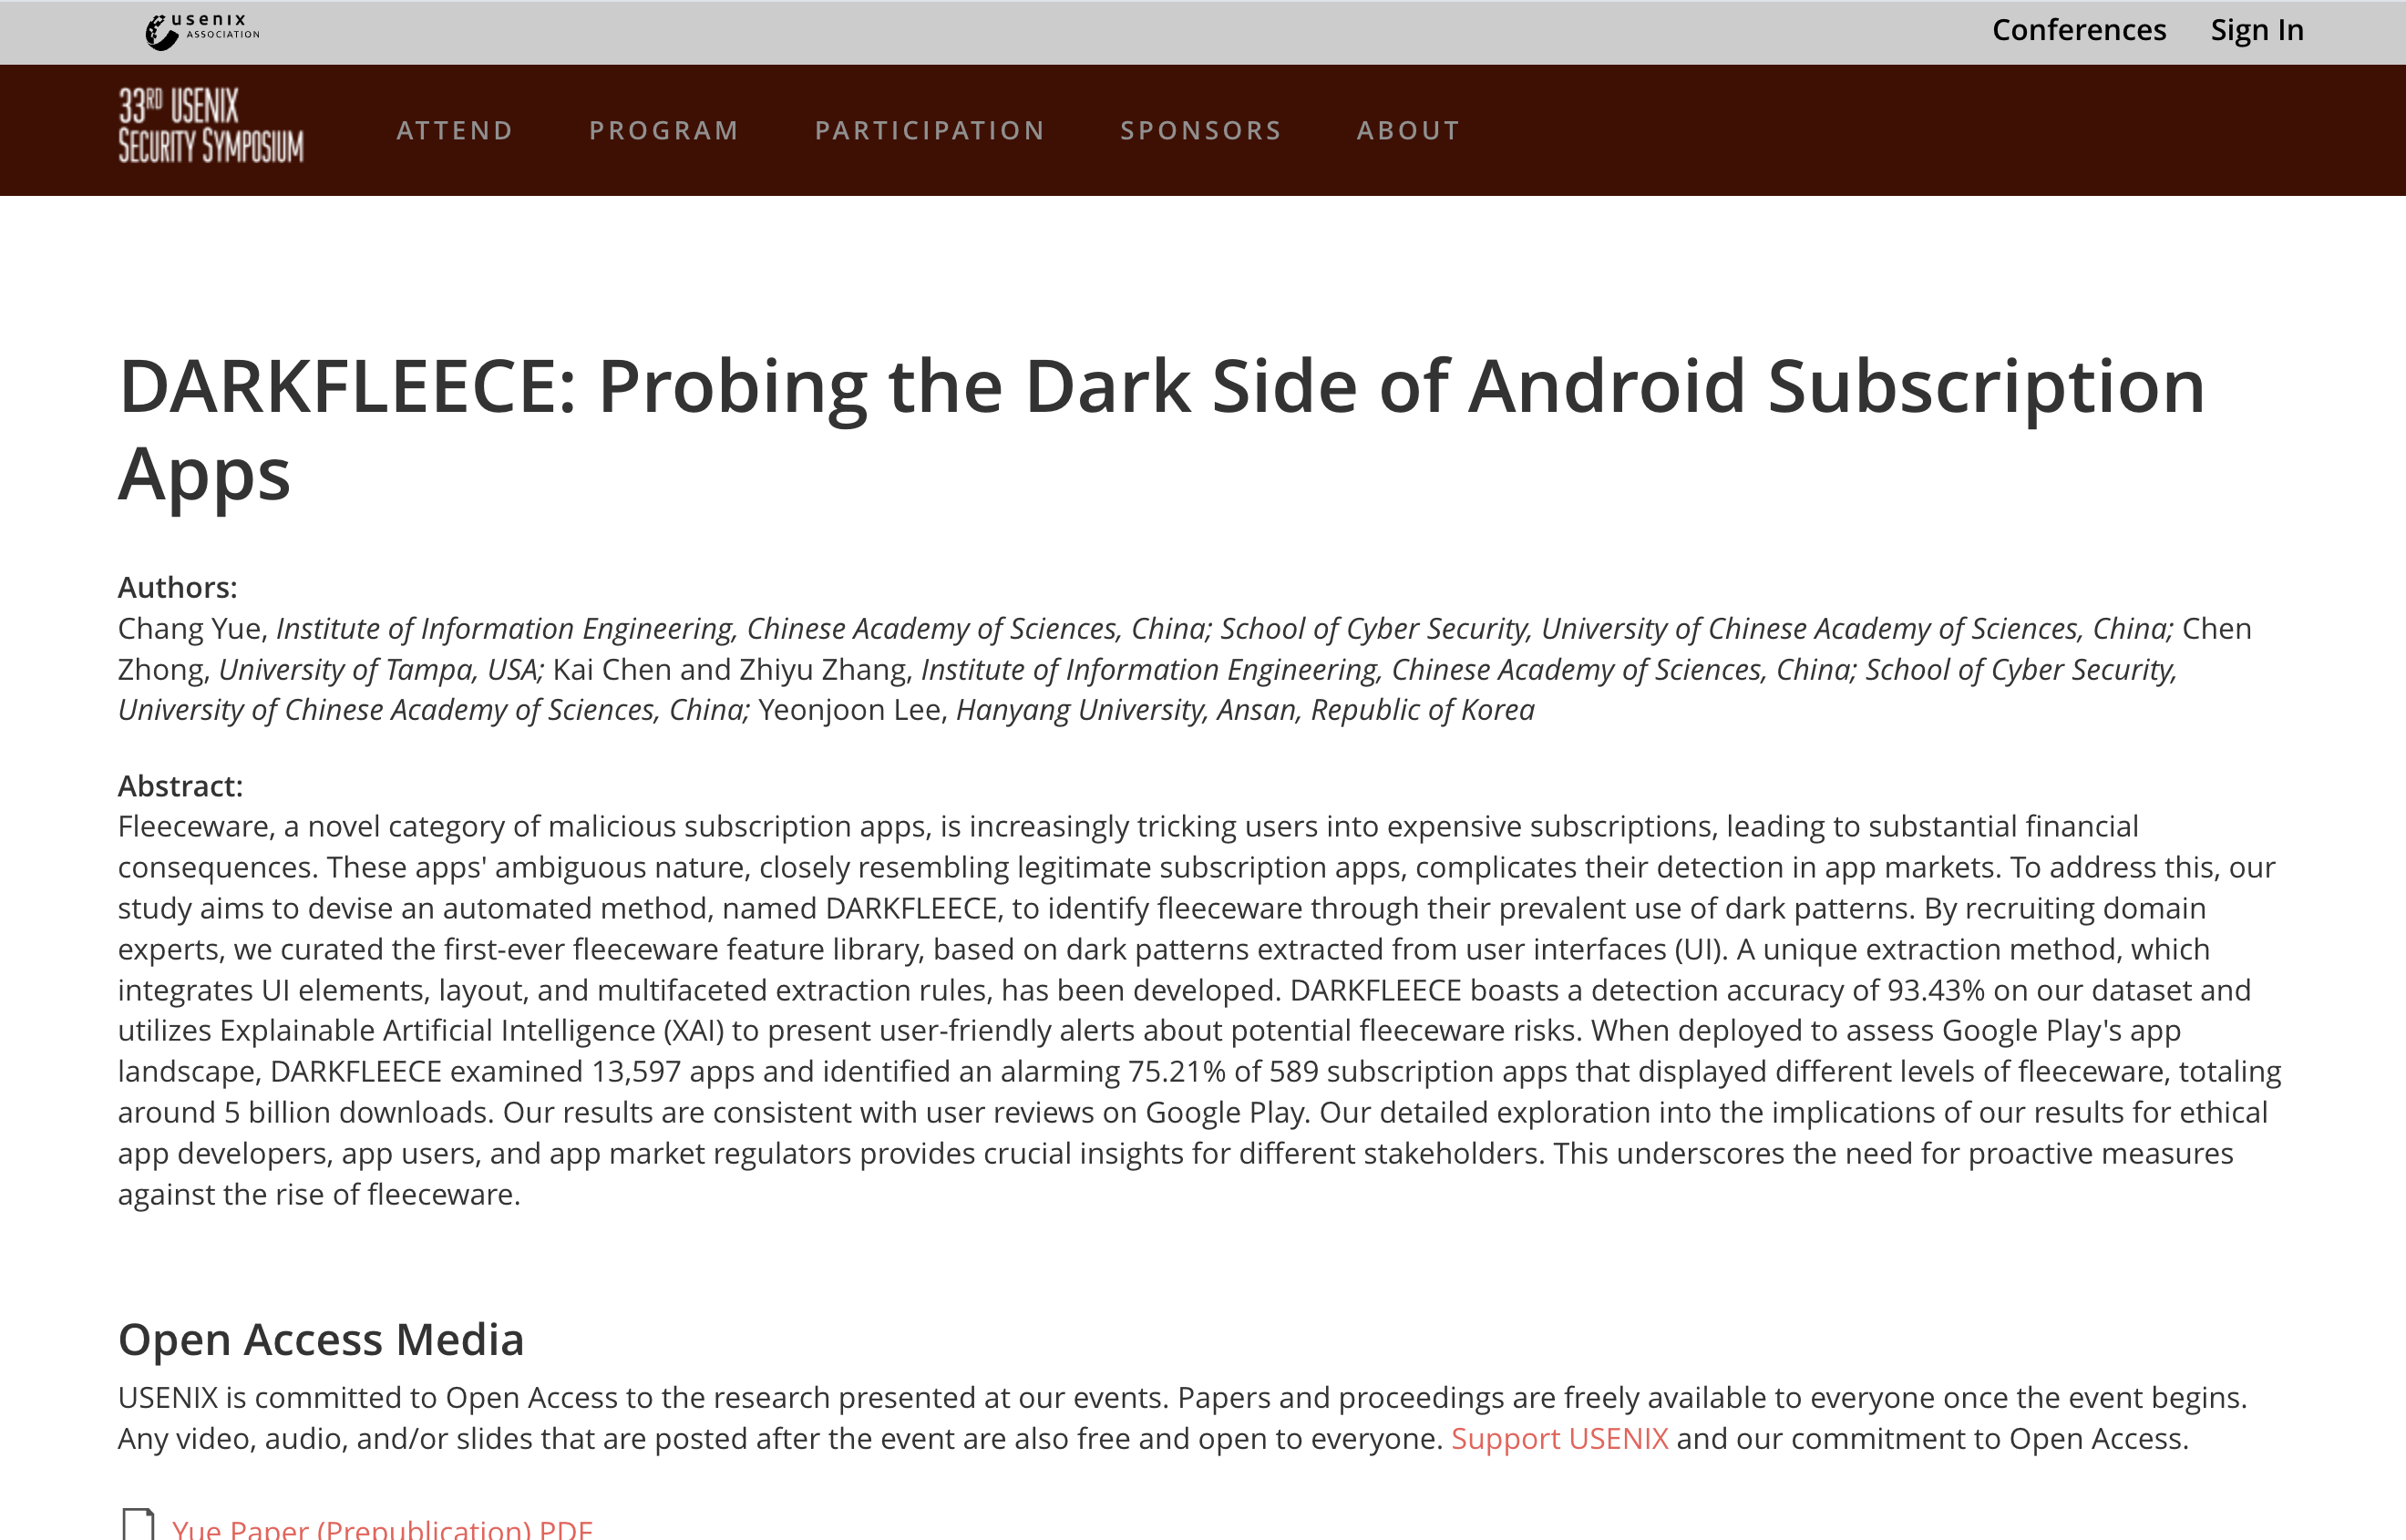 usenix
ASSOCIATION
Conferences Sign In
33RD USENIX
SECURITY SYMPOSIUM
ATTEND PROGRAM PARTICIPATION SPONSORS ABOUT
DARKFLEECE: Probing the Dark Side of Android Subscription
Apps
Authors:
Chang Yue, Institute of Information Engineering, Chinese Academy of Sciences, China; School of Cyber Security, University of Chinese Academy of Sciences, China; Chen
Zhong, University of Tampa, USA; Kai Chen and Zhiyu Zhang, Institute of Information Engineering, Chinese Academy of Sciences, China; School of Cyber Security,
University of Chinese Academy of Sciences, China; Yeonjoon Lee, Hanyang University, Ansan, Republic of Korea
Abstract:
Fleeceware, a novel category of malicious subscription apps, is increasingly tricking users into expensive subscriptions, leading to substantial financial
consequences. These apps' ambiguous nature, closely resembling legitimate subscription apps, complicates their detection in app markets. To address this, our
study aims to devise an automated method, named DARKFLEECE, to identify fleeceware through their prevalent use of dark patterns. By recruiting domain
experts, we curated the first-ever fleeceware feature library, based on dark patterns extracted from user interfaces (UI). A unique extraction method, which
integrates UI elements, layout, and multifaceted extraction rules, has been developed. DARKFLEECE boasts a detection accuracy of 93.43% on our dataset and
utilizes Explainable Artificial Intelligence (XAI) to present user-friendly alerts about potential fleeceware risks. When deployed to assess Google Play's app
landscape, DARKFLEECE examined 13,597 apps and identified an alarming 75.21% of 589 subscription apps that displayed different levels of fleeceware, totaling
around 5 billion downloads. Our results are consistent with user reviews on Google Play. Our detailed exploration into the implications of our results for ethical
app developers, app users, and app market regulators provides crucial insights for different stakeholders. This underscores the need for proactive measures
against the rise of fleeceware.
Open Access Media
USENIX is committed to Open Access to the research presented at our events. Papers and proceedings are freely available to everyone once the event begins.
Any video, audio, and/or slides that are posted after the event are also free and open to everyone. Support USENIX and our commitment to Open Access.
Yue Paper (Prepublication) PDF